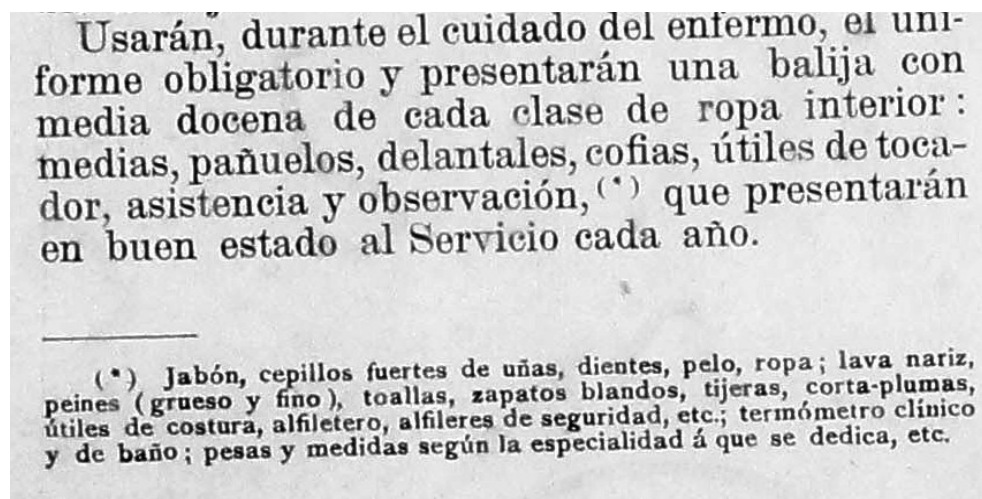 Usarán, durante el cuidado del enfermo, el uni-
forme obligatorio y presentarán una balija con
media docena de cada clase de ropa interior:
medias, pañuelos, delantales, cofias, útiles de toca-
dor, asistencia y observación, (*) que presentarán
en buen estado al Servicio cada año.
(*) Jabón, cepillos fuertes de uñas, dientes, pelo, ropa; lava nariz,
peines (grueso y fino), toallas, zapatos blandos, tijeras, corta-plumas,
útiles de costura, alfiletero, alfileres de seguridad, etc.; termómetro clínico
y de baño; pesas y medidas según la especialidad á que se dedica, etc.